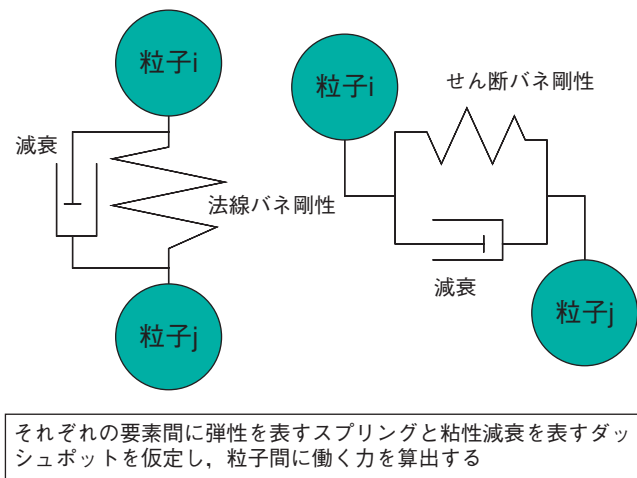 粒子i
減衰
法線バネ剛性
粒子j
粒子i
せん断バネ剛性
減衰
粒子j
それぞれの要素間に弾性を表すスプリングと粘性減衰を表すダッ
シュポットを仮定し，粒子間に働く力を算出する